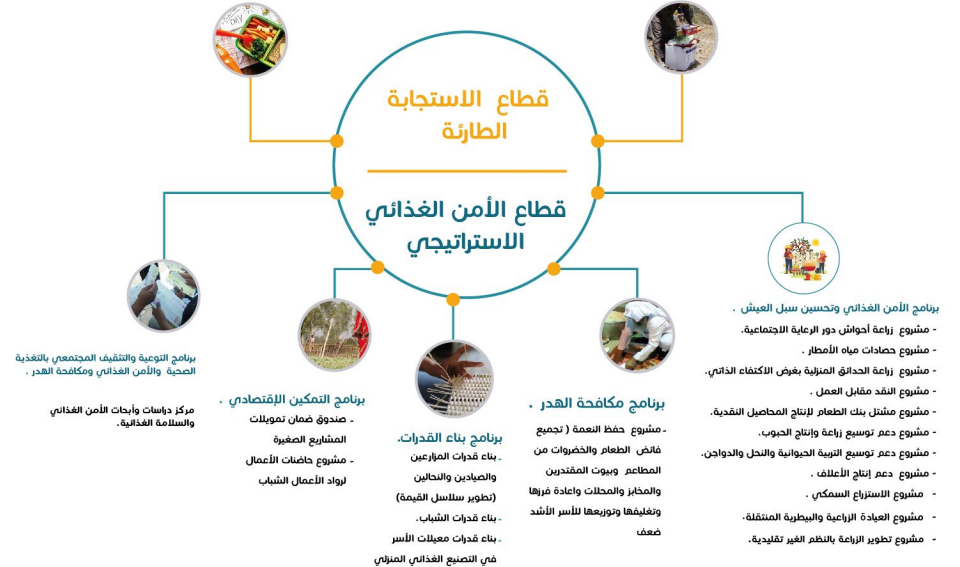 قطاع الاستجابة
الطارئة
قطاع الأمن الغذائي
الاستراتيجي
برنامج الأمن الغذائي وتحسين سبل العيش .
- مشروع زراعة أحواش دور الرعاية الاجتماعية.
- مشروع حصادات مياه الأمطار .
- مشروع زراعة الحدائق المنزلية بغرض الاكتفاء الذاتي.
- مشروع النقد مقابل العمل .
- مشروع مشتل بنك الطعام لإنتاج المحاصيل النقدية.
- مشروع دعم توسيع زراعة وإنتاج الحبوب.
- مشروع دعم توسيع التربية الحيوانية والنحل والدواجن.
- مشروع دعم إنتاج الأعلاف .
- مشروع الاستزراع السمكي .
- مشروع العيادة الزراعية والبيطرية المتنقلة.
- مشروع تطوير الزراعة بالنظم الغير تقليدية.
برنامج مكافحة الهدر .
- مشروع حفظ النعمة ( تجميع
فائض الطعام والخضروات من
المطاعم وبيوت المقتدرين
والمخابز والمحلات واعادة فرزها
وتغليفها وتوزيعها للأسر الأشد
ضعف
برنامج بناء القدرات.
- بناء قدرات المزارعين
والصيادين والنحالين
(تطوير سلاسل القيمة)
- بناء قدرات الشباب.
- بناء قدرات معيلات الأسر
في التصنيع الغذائي المنزلي
برنامج التمكين الإقتصادي .
- صندوق ضمان تمويلات
المشاريع الصغيرة
- مشروع حاضنات الأعمال
لرواد الأعمال الشباب
برنامج التوعية والتثقيف المجتمعي بالتغذية
الصحية والأمن الغذائي ومكافحة الهدر .
مركز دراسات وأبحاث الأمن الغذائي
والسلامة الغذائية.